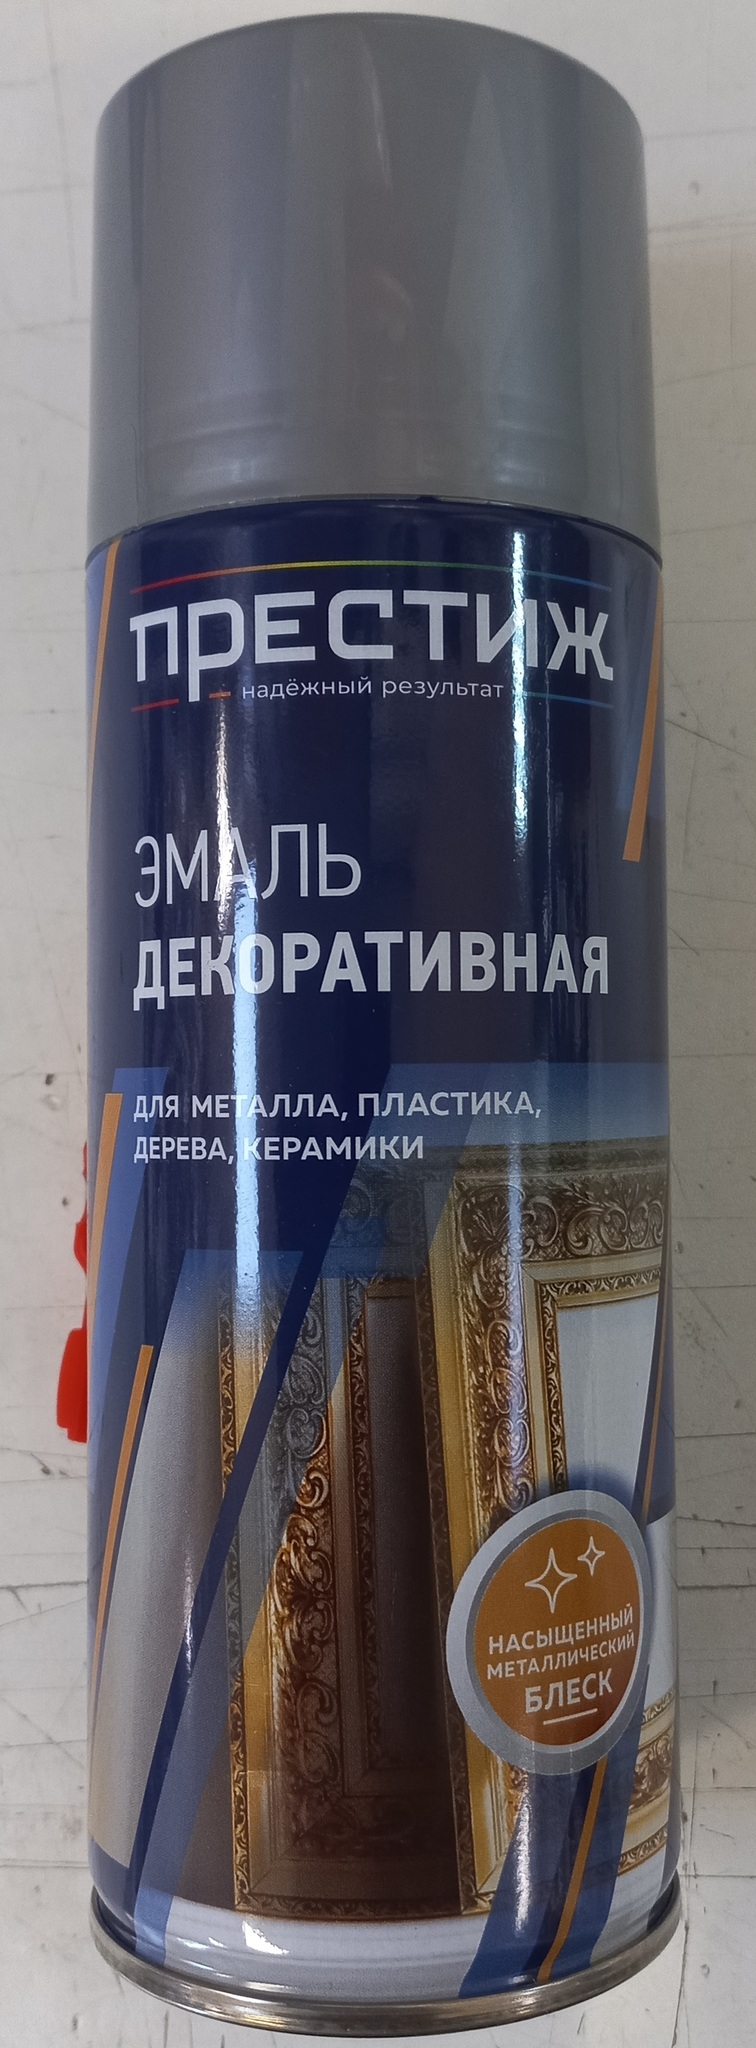 ПРЕСТИЖ
надёжный результат
ЭМАЛЬ
ДЕКОРАТИВНАЯ
ДЛЯ МЕТАЛЛА, ПЛАСТИКА,
ДЕРЕВА, КЕРАМИКИ
НАСЫЩЕННЫЙ
МЕТАЛЛИЧЕСКИЙ
БЛЕСК